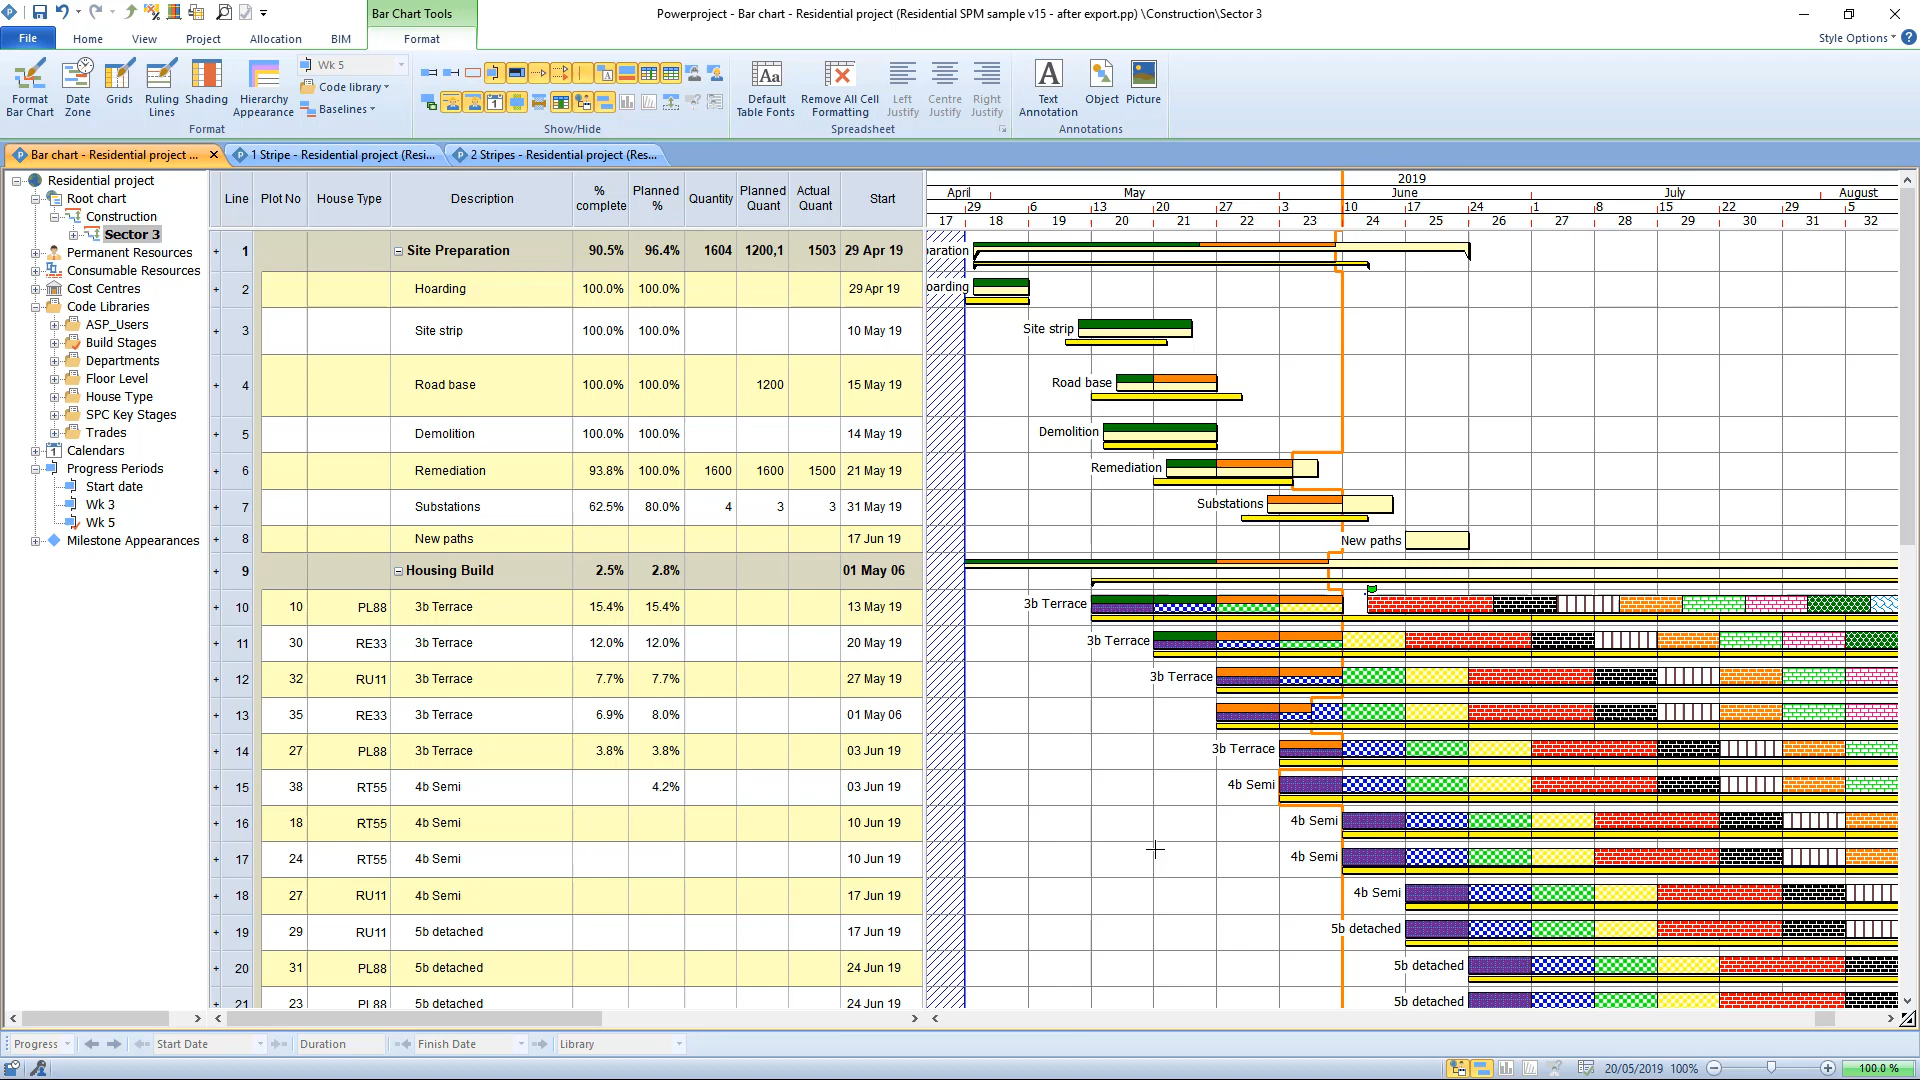 Bar Chart Tools
Powerproject - Bar chart - Residential project (Residential SPM sample v15 - after export.pp) \Construction\Sector 3
File Home View Project Allocation BIM Format Style Options
Format Bar Chart
Date Zone
Grids
Ruling Lines
Shading
Hierarchy Appearance
Wk 5
Code library
Baselines
Default Table Fonts
Remove All Cell Formatting
Left Justify
Centre Justify
Right Justify
Text Annotation
Object
Picture
Format Show/Hide Spreadsheet Annotations
Bar chart - Residential project ...
1 Stripe - Residential project (Resi...
2 Stripes - Residential project (Res...
Residential project
Root chart
Construction
Sector 3
Permanent Resources
Consumable Resources
Cost Centres
Code Libraries
ASP_Users
Build Stages
Departments
Floor Level
House Type
SPC Key Stages
Trades
Calendars
Progress Periods
Start date
Wk 3
Wk 5
Milestone Appearances
Line Plot No House Type Description % complete Planned % Quantity Planned Quant Actual Quant Start
1 Site Preparation 90.5% 96.4% 1604 1200,1 1503 29 Apr 19
2 Hoarding 100.0% 100.0% 29 Apr 19
3 Site strip 100.0% 100.0% 10 May 19
4 Road base 100.0% 100.0% 1200 15 May 19
5 Demolition 100.0% 100.0% 14 May 19
6 Remediation 93.8% 100.0% 1600 1600 1500 21 May 19
7 Substations 62.5% 80.0% 4 3 3 31 May 19
8 New paths 17 Jun 19
9 Housing Build 2.5% 2.8% 01 May 06
10 10 PL88 3b Terrace 15.4% 15.4% 13 May 19
11 30 RE33 3b Terrace 12.0% 12.0% 20 May 19
12 32 RU11 3b Terrace 7.7% 7.7% 27 May 19
13 35 RE33 3b Terrace 6.9% 8.0% 01 May 06
14 27 PL88 3b Terrace 3.8% 3.8% 03 Jun 19
15 38 RT55 4b Semi 4.2% 03 Jun 19
16 18 RT55 4b Semi 10 Jun 19
17 24 RT55 4b Semi 10 Jun 19
18 27 RU11 4b Semi 17 Jun 19
19 29 RU11 5b detached 17 Jun 19
20 31 PL88 5b detached 24 Jun 19
21 23 PL88 5b detached 24 Jun 19
2019
April May June July August
29 6 13 20 27 3 10 17 24 1 8 15 22 29 5
17 18 19 20 21 22 23 24 25 26 27 28 29 30 31 32
aration
oarding
Site strip
Road base
Demolition
Remediation
Substations
New paths
3b Terrace
3b Terrace
3b Terrace
3b Terrace
4b Semi
4b Semi
4b Semi
4b Semi
5b detached
5b detached
5b detached
Progress Start Date Duration Finish Date Library
20/05/2019 100% 100.0 %